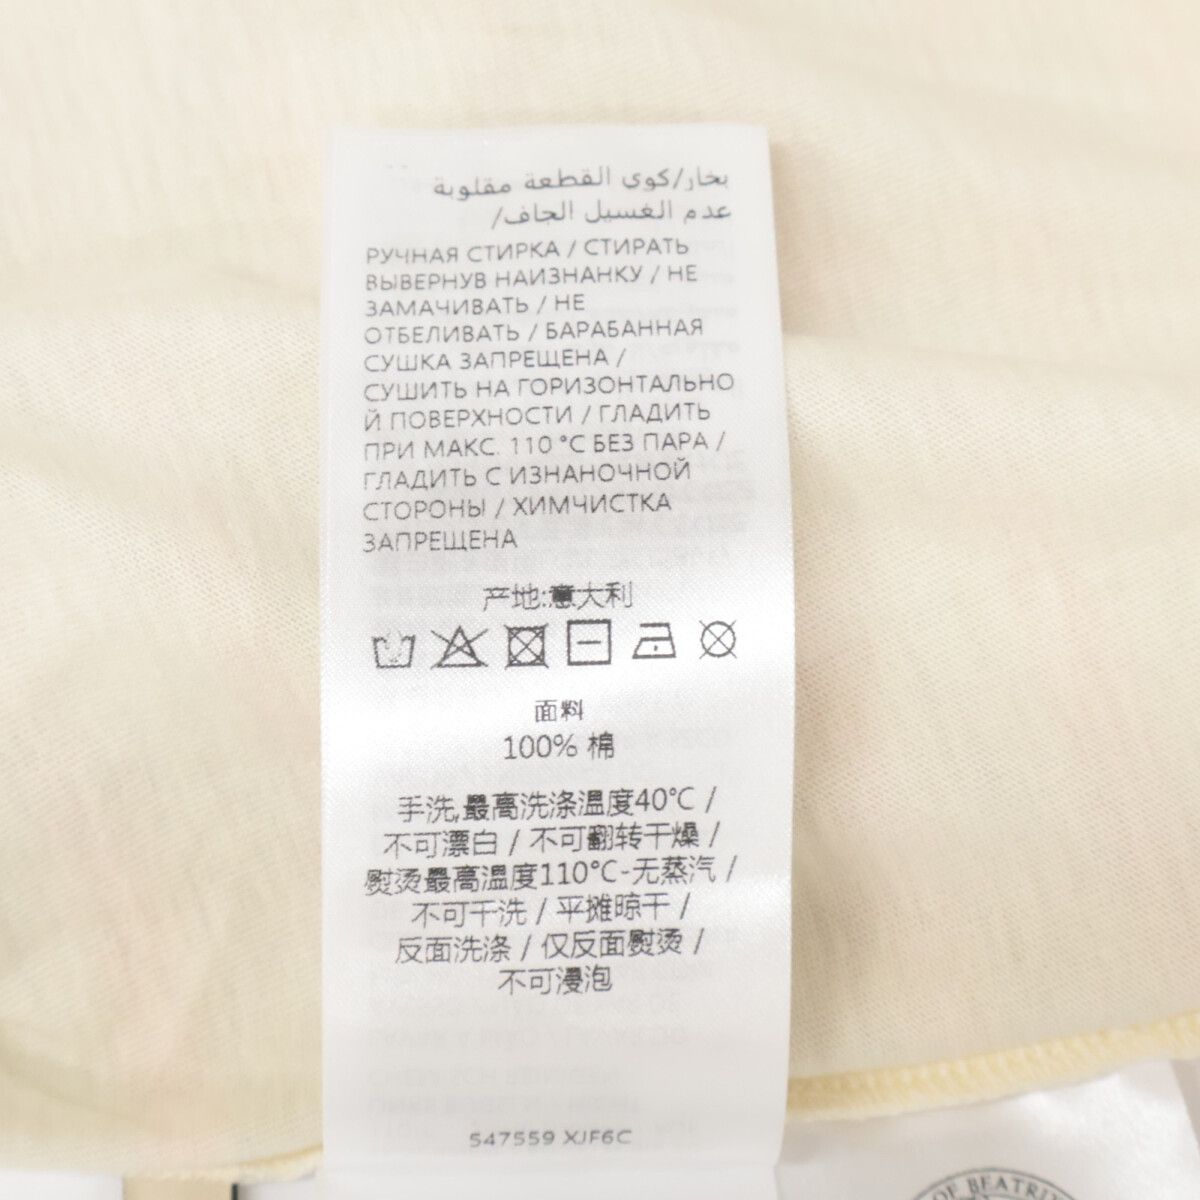 بخار/كوى القطعة مقلوبة
عدم الغسيل الجاف/
РУЧНАЯ СТИРКА / СТИРАТЬ
ВЫВЕРНУВ НАИЗНАНКУ / НЕ
ЗАМАЧИВАТЬ / НЕ
ОТБЕЛИВАТЬ / БАРАБАННАЯ
СУШКА ЗАПРЕЩЕНА /
СУШИТЬ НА ГОРИЗОНТАЛЬНО
Й ПОВЕРХНОСТИ / ГЛАДИТЬ
ПРИ МАКС. 110 °C БЕЗ ПАРА /
ГЛАДИТЬ С ИЗНАНОЧНОЙ
СТОРОНЫ / ХИМЧИСТКА
ЗАПРЕЩЕНА
产地:意大利
面料
100% 棉
手洗,最高洗涤温度40°C /
不可漂白 / 不可翻转干燥 /
熨烫最高温度110°C-无蒸汽 /
不可干洗 / 平摊晾干 /
反面洗涤 / 仅反面熨烫 /
不可浸泡
547559 XJF6C
OF BEATRI